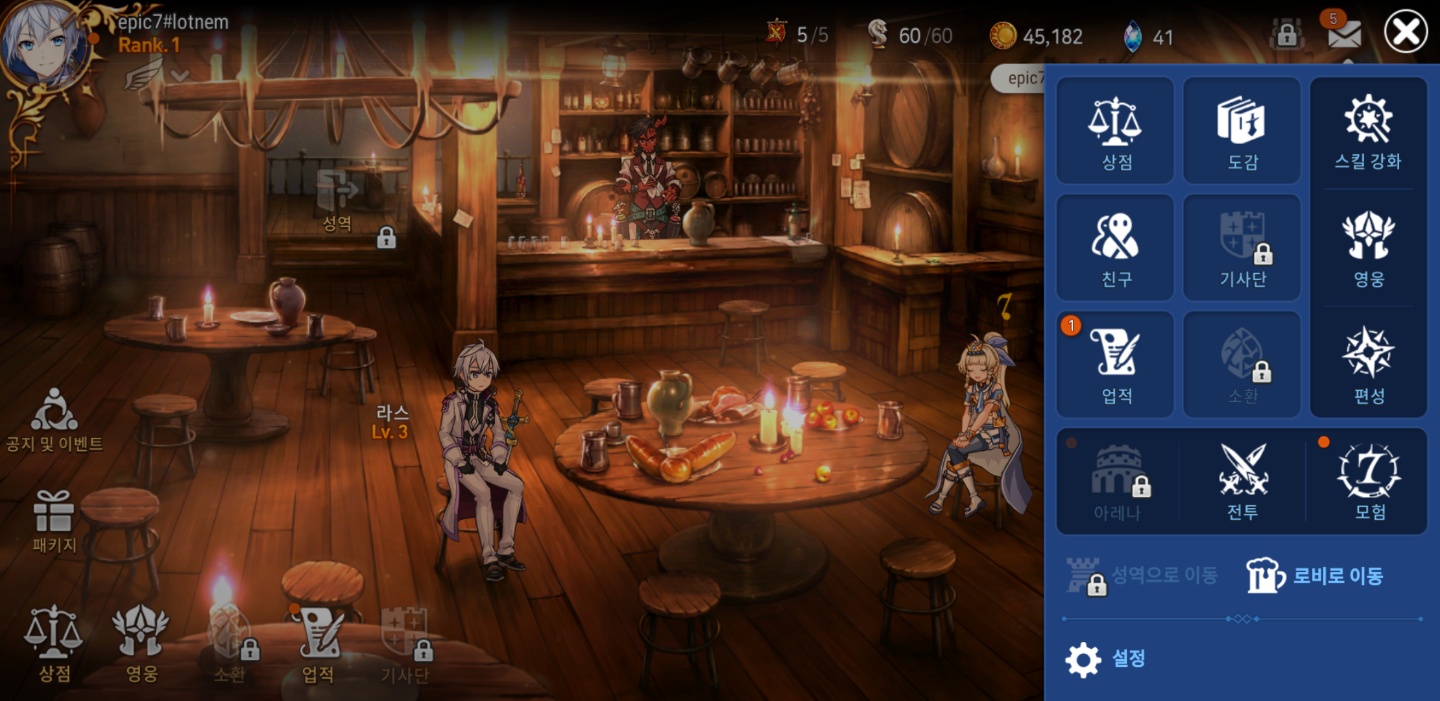 epic7#lotnem
Rank.1
5/5
60/60
45,182
41
5
epic7
상점
도감
스킬 강화
친구
기사단
영웅
1
업적
소환
편성
아레나
전투
7
모험
성역으로 이동
로비로 이동
설정
성역
7
라스
Lv.3
공지 및 이벤트
패키지
상점
영웅
소환
업적
기사단